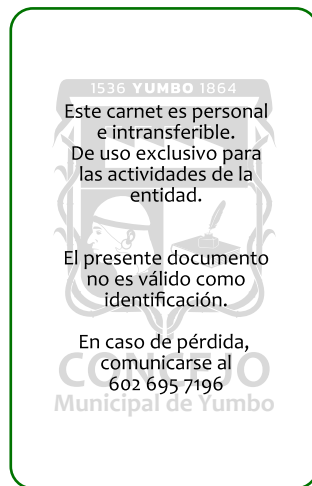 1536 YUMBO 1864
Este carnet es personal
e intransferible.
De uso exclusivo para
las actividades de la
entidad.
El presente documento
no es válido como
identificación.
En caso de pérdida,
comunicarse al
602 695 7196
CONCEJO
Municipal de Yumbo